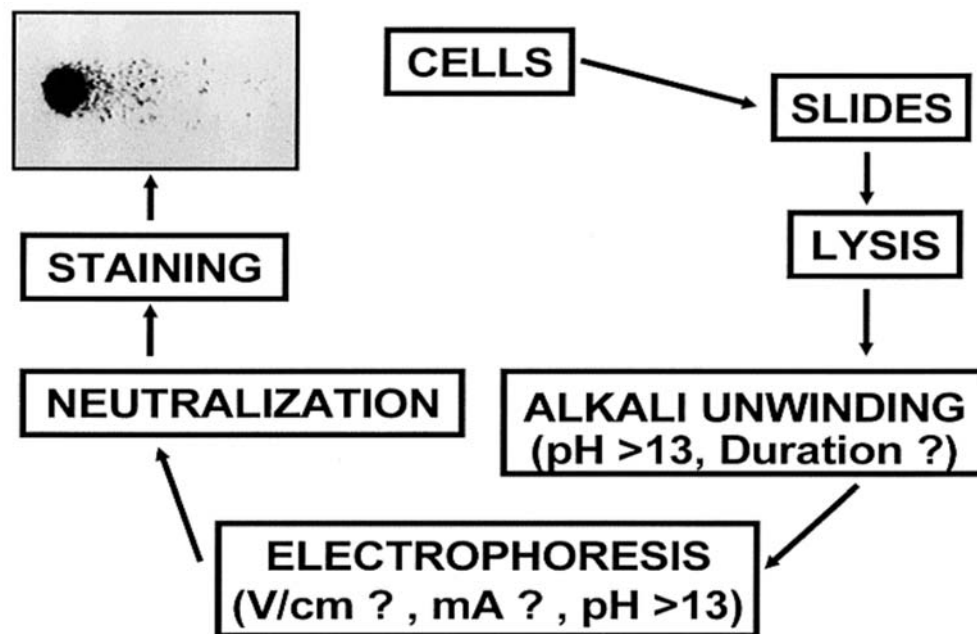 CELLS
SLIDES
LYSIS
ALKALI UNWINDING
(pH >13, Duration ?)
ELECTROPHORESIS
(V/cm ? , mA ? , pH >13)
NEUTRALIZATION
STAINING